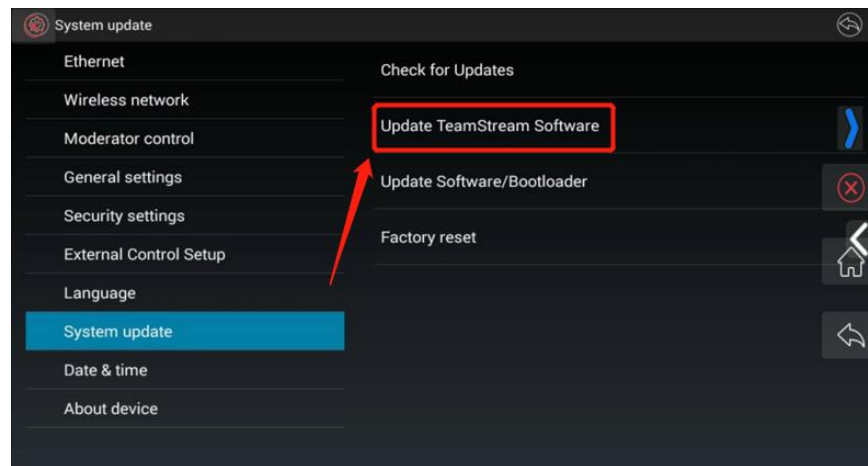 System update
Ethernet
Wireless network
Moderator control
General settings
Security settings
External Control Setup
Language
System update
Date & time
About device
Check for Updates
Update TeamStream Software
Update Software/Bootloader
Factory reset